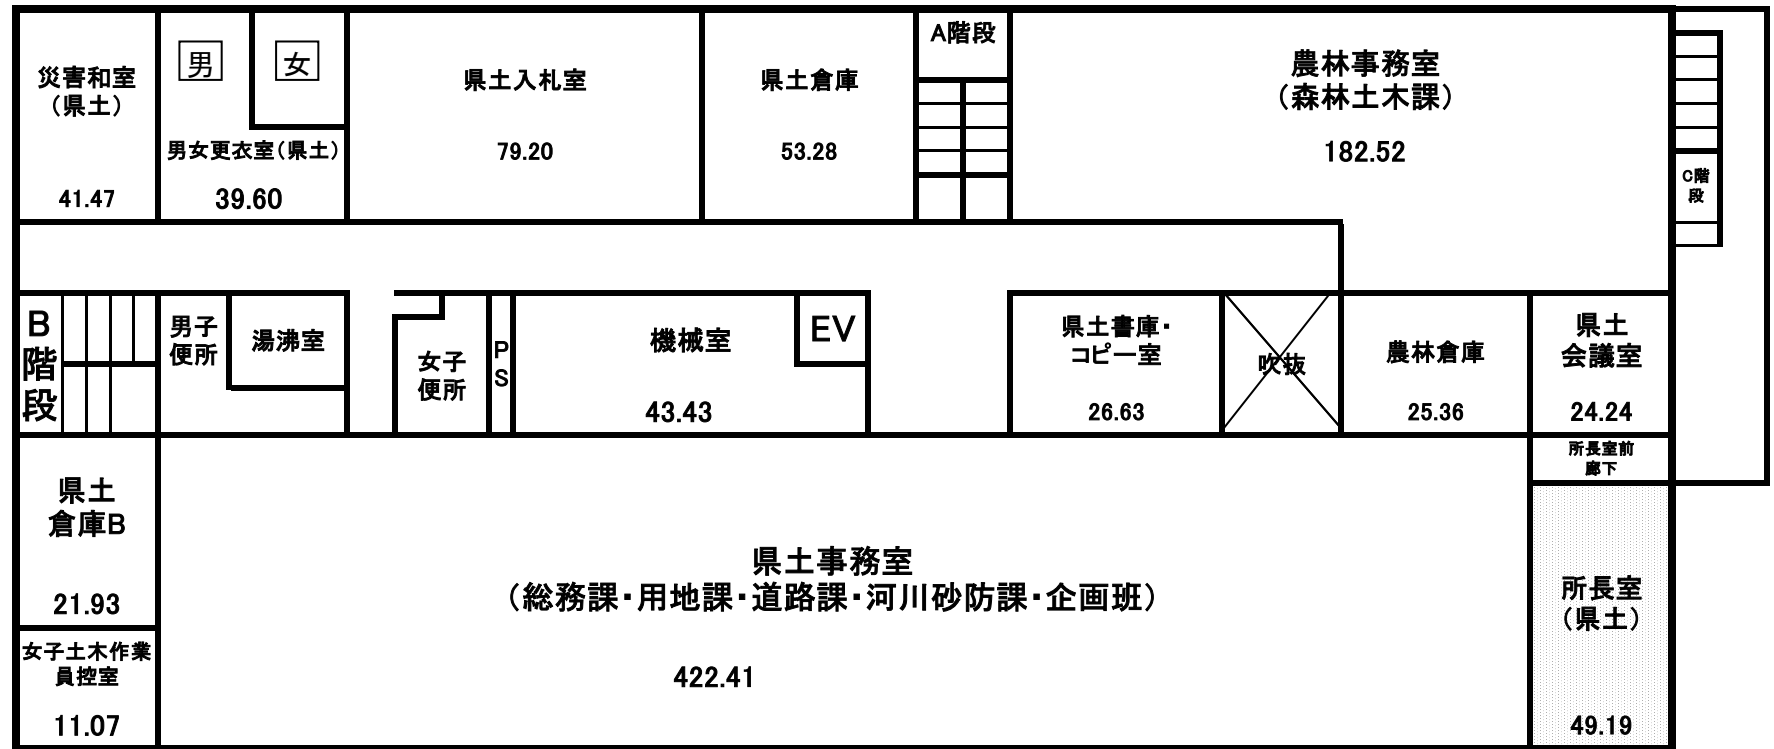 災害和室
（県土）
41.47
男
女
男女更衣室（県土）
39.60
県土入札室
79.20
県土倉庫
53.28
A階段
農林事務室
（森林土木課）
182.52
C階
段
B
階
段
男子
便所
湯沸室
女子
便所
P
S
機械室
43.43
EV
県土書庫・
コピー室
26.63
吹抜
農林倉庫
25.36
県土
会議室
24.24
県土
倉庫B
21.93
女子土木作業
員控室
11.07
県土事務室
（総務課・用地課・道路課・河川砂防課・企画班）
422.41
所長室前
廊下
所長室
（県土）
49.19